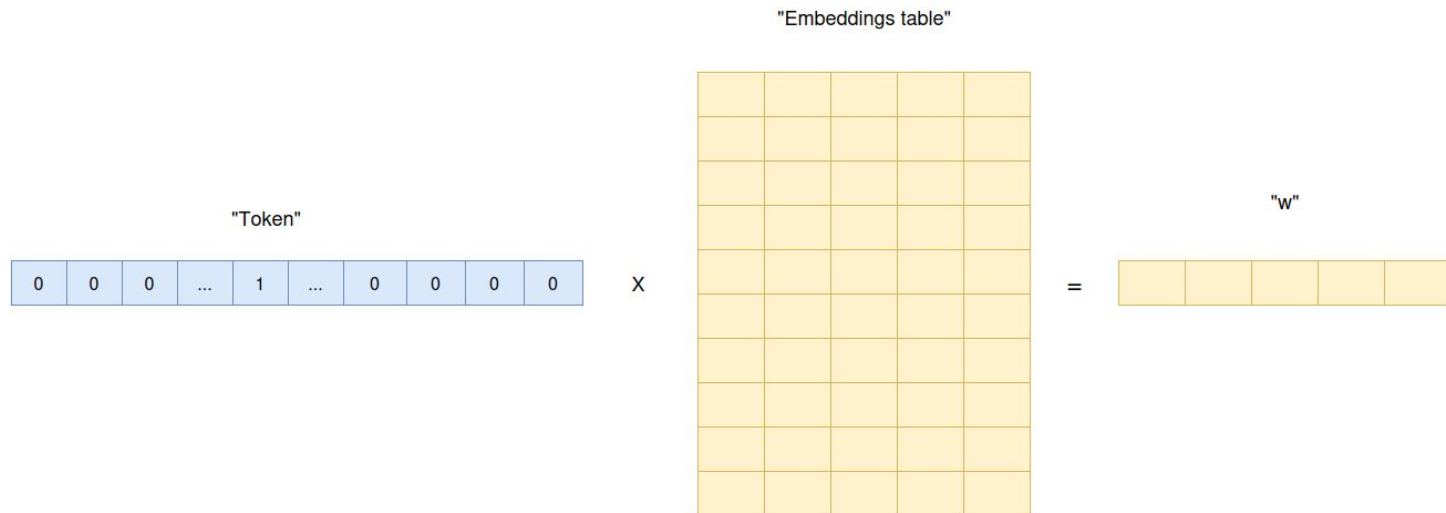 "Embeddings table"
"Token"
"w"
0 0 0 ... 1 ... 0 0 0 0
X
=